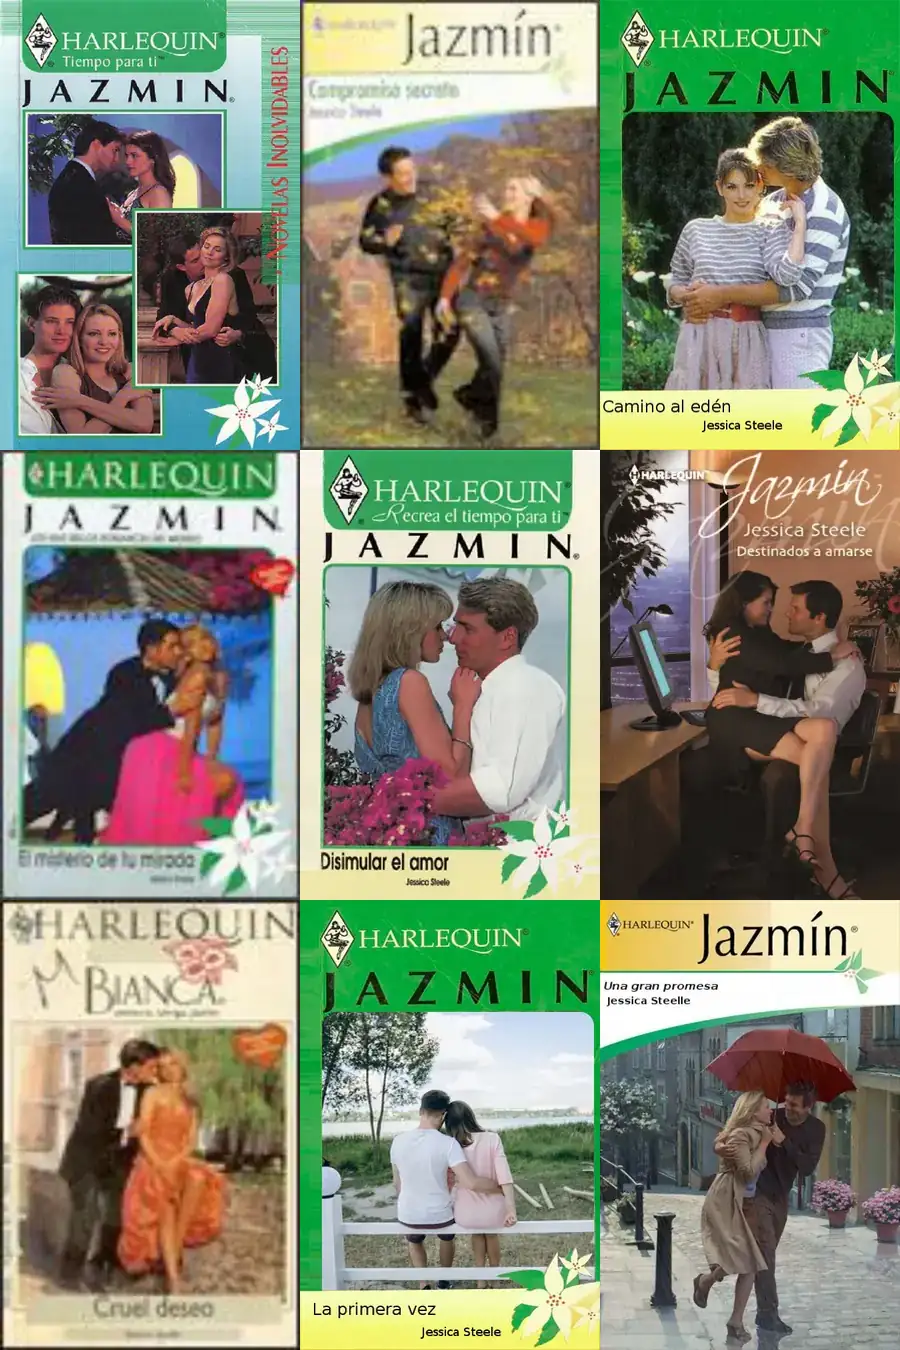 HARLEQUIN®
Tiempo para ti™
JAZMIN®
NOVELAS INOLVIDABLES
Jazmín®
Compromiso secreto
Jessica Steele
HARLEQUIN®
JAZMIN®
Camino al edén
Jessica Steele
HARLEQUIN
JAZMIN
El misterio de tu mirada
HARLEQUIN®
Recrea el tiempo para ti™
JAZMIN®
Disimular el amor
Jessica Steele
HARLEQUIN™
Jazmín
Jessica Steele
Destinados a amarse
HARLEQUIN
BIANCA®
Cruel deseo
HARLEQUIN®
JAZMIN®
La primera vez
Jessica Steele
HARLEQUIN®
Jazmín®
Una gran promesa
Jessica Steelle